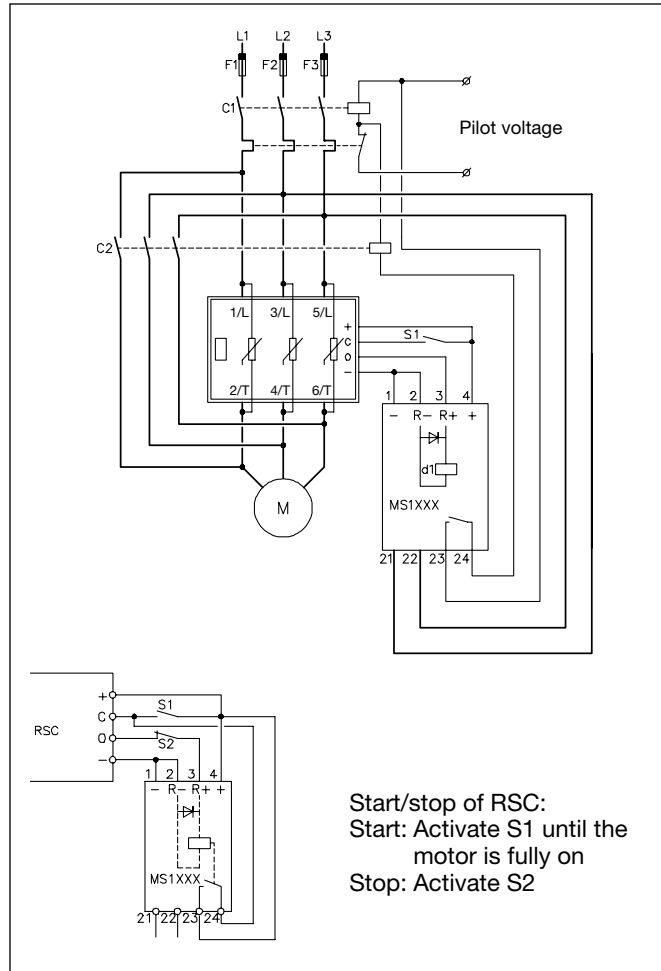 L1 L2 L3
F1 F2 F3
C1
Pilot voltage
C2
1/L 3/L 5/L
+
C S1
O
-
2/T 4/T 6/T
1 2 3 4
- R- R+ +
d1
M
MS1XXX
21 22 23 24
+
S1
C
RSC
O
S2
-
1 2 3 4
- R- R+ +
MS1XXX
21 22 23 24
Start/stop of RSC:
Start: Activate S1 until the
motor is fully on
Stop: Activate S2